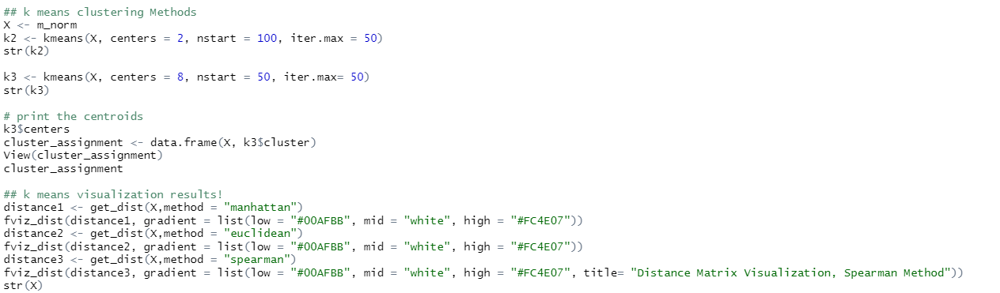 ## k means clustering Methods
X <- m_norm
k2 <- kmeans(X, centers = 2, nstart = 100, iter.max = 50)
str(k2)
k3 <- kmeans(X, centers = 8, nstart = 50, iter.max= 50)
str(k3)
# print the centroids
k3$centers
cluster_assignment <- data.frame(X, k3$cluster)
View(cluster_assignment)
cluster_assignment
## k means visualization results!
distance1 <- get_dist(X,method = "manhattan")
fviz_dist(distance1, gradient = list(low = "#00AFBB", mid = "white", high = "#FC4E07"))
distance2 <- get_dist(X,method = "euclidean")
fviz_dist(distance2, gradient = list(low = "#00AFBB", mid = "white", high = "#FC4E07"))
distance3 <- get_dist(X,method = "spearman")
fviz_dist(distance3, gradient = list(low = "#00AFBB", mid = "white", high = "#FC4E07", title= "Distance Matrix Visualization, Spearman Method"))
str(X)